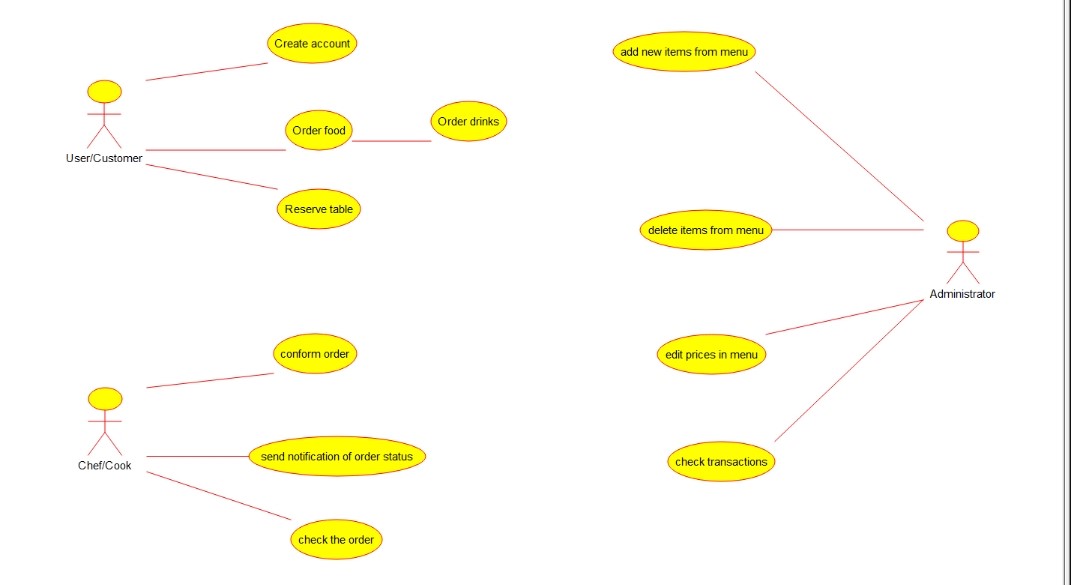 Create account
add new items from menu
Order food
Order drinks
User/Customer
Reserve table
delete items from menu
Administrator
conform order
edit prices in menu
Chef/Cook
send notification of order status
check transactions
check the order